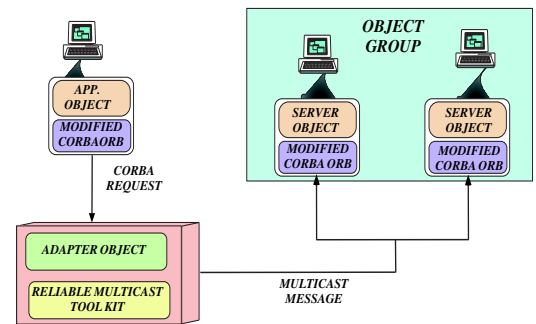 OBJECT
GROUP
APP.
OBJECT
MODIFIED
CORBAORB
SERVER
OBJECT
MODIFIED
CORBA ORB
SERVER
OBJECT
MODIFIED
CORBA ORB
CORBA
REQUEST
ADAPTER OBJECT
RELIABLE MULTICAST
TOOL KIT
MULTICAST
MESSAGE